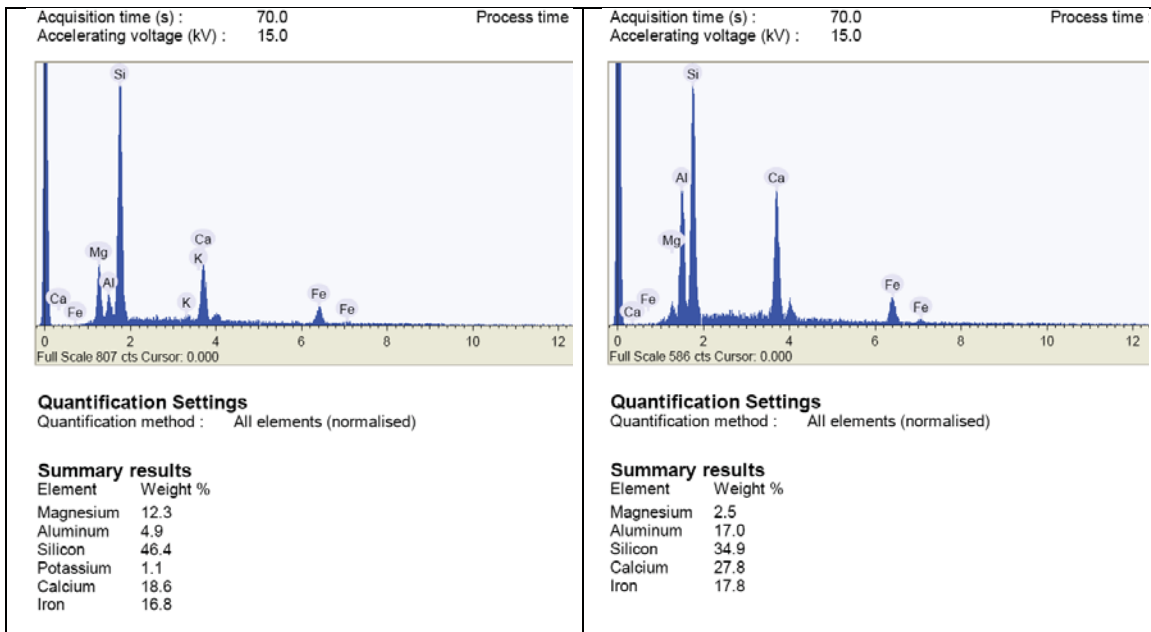 Acquisition time (s) : 70.0 Process time
Accelerating voltage (kV) : 15.0
Si
Mg
Al
Ca
K
K
Ca
Fe
Fe
Fe
0 2 4 6 8 10 12
Full Scale 807 cts Cursor: 0.000
Quantification Settings
Quantification method : All elements (normalised)
Summary results
Element Weight %
Magnesium 12.3
Aluminum 4.9
Silicon 46.4
Potassium 1.1
Calcium 18.6
Iron 16.8
Acquisition time (s) : 70.0 Process time
Accelerating voltage (kV) : 15.0
Si
Al
Ca
Mg
Fe
Ca
Fe
Fe
0 2 4 6 8 10 12
Full Scale 586 cts Cursor: 0.000
Quantification Settings
Quantification method : All elements (normalised)
Summary results
Element Weight %
Magnesium 2.5
Aluminum 17.0
Silicon 34.9
Calcium 27.8
Iron 17.8